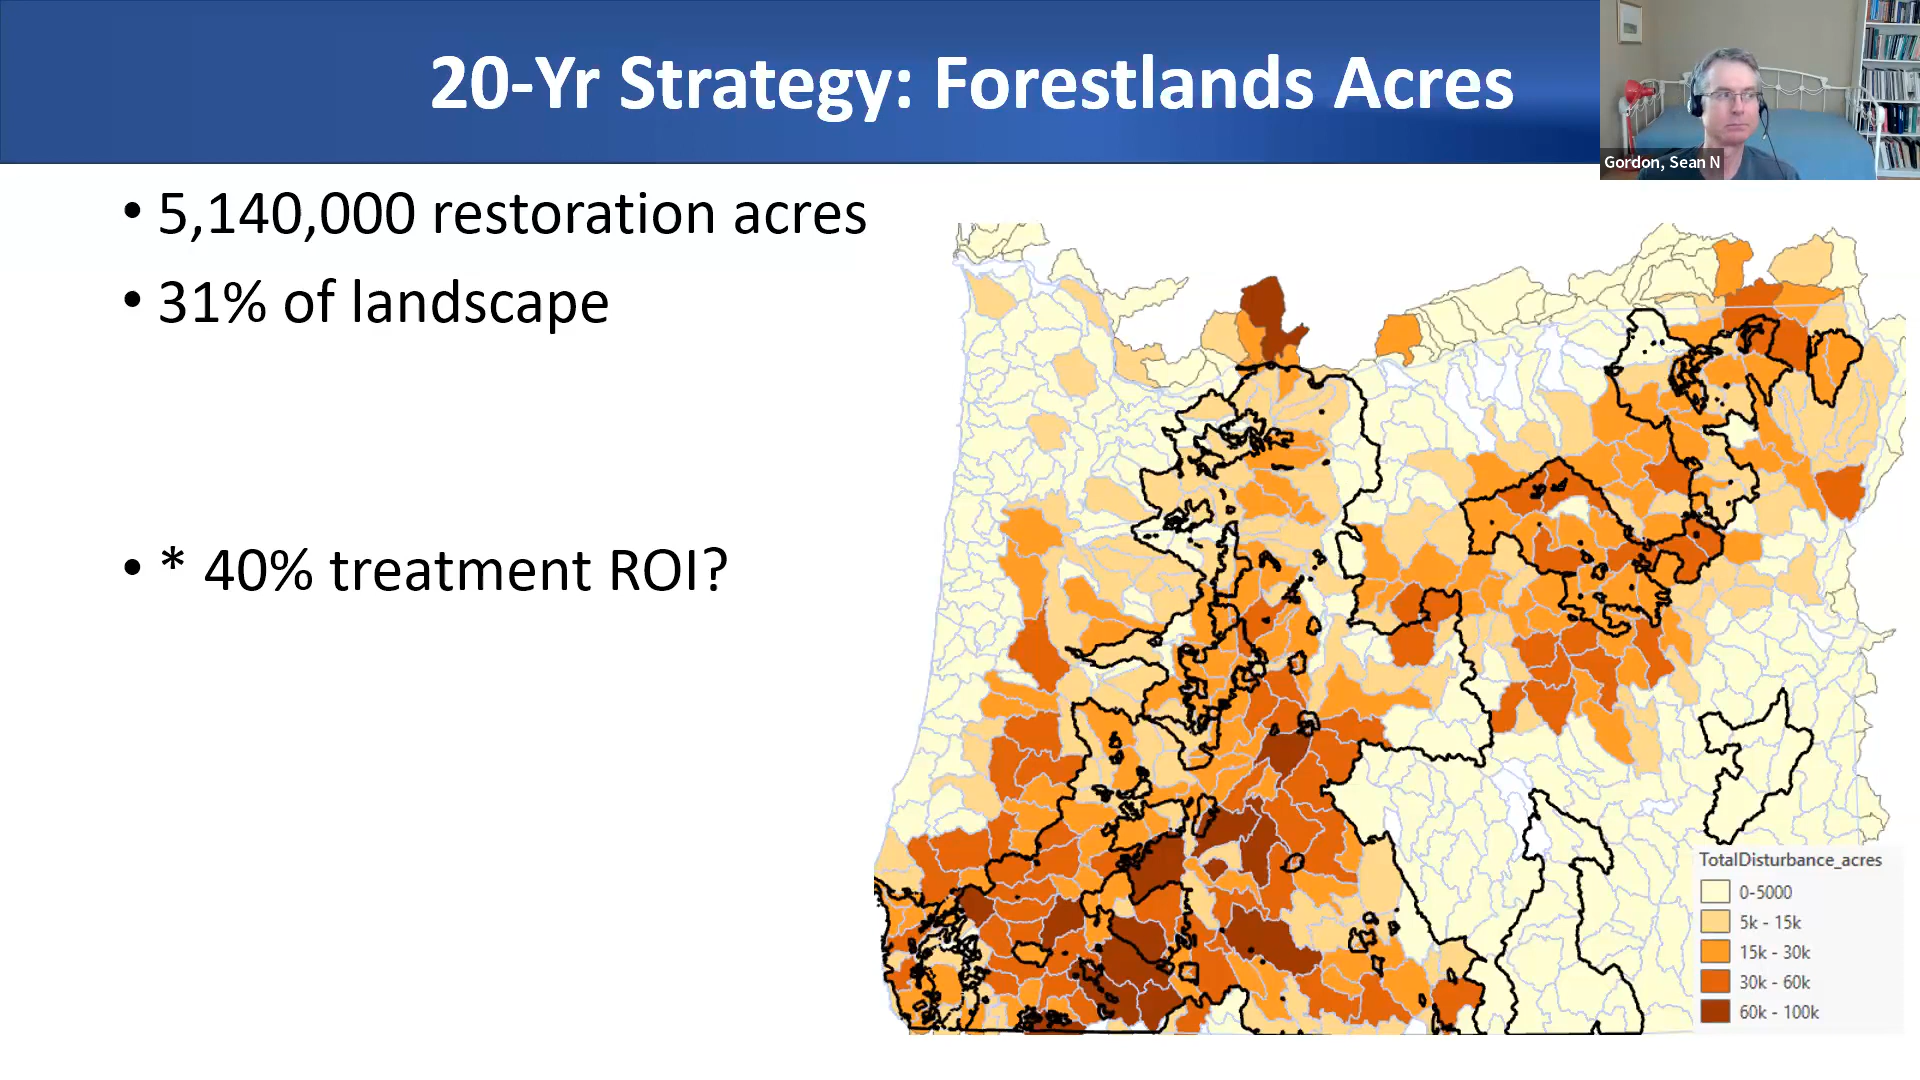 20-Yr Strategy: Forestlands Acres
Gordon, Sean N
• 5,140,000 restoration acres
• 31% of landscape
• * 40% treatment ROI?
TotalDisturbance_acres
0-5000
5k - 15k
15k - 30k
30k - 60k
60k - 100k